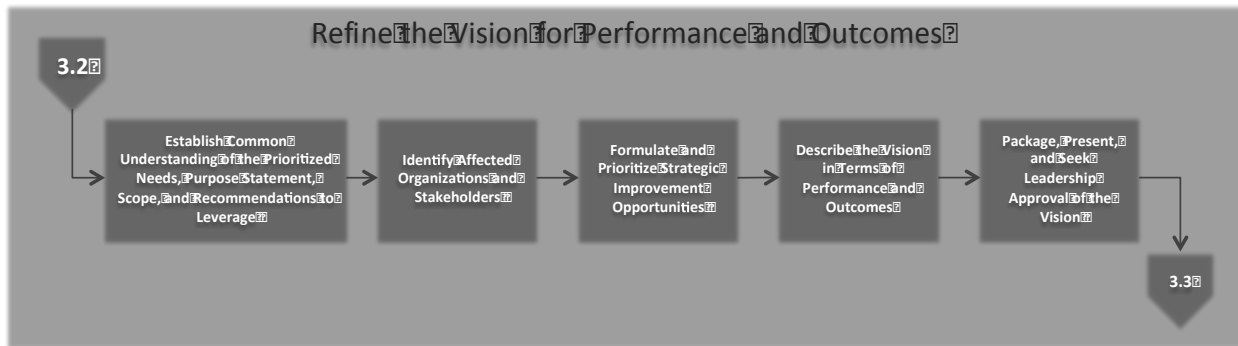 Refine the Vision for Performance and Outcomes
3.2
Establish Common
Understanding of the Prioritized
Needs, Purpose Statement,
Scope, and Recommendations to
Leverage
Identify Affected
Organizations and
Stakeholders
Formulate and
Prioritize Strategic
Improvement
Opportunities
Describe the Vision
in Terms of
Performance and
Outcomes
Package, Present,
and Seek
Leadership
Approval of the
Vision
3.3